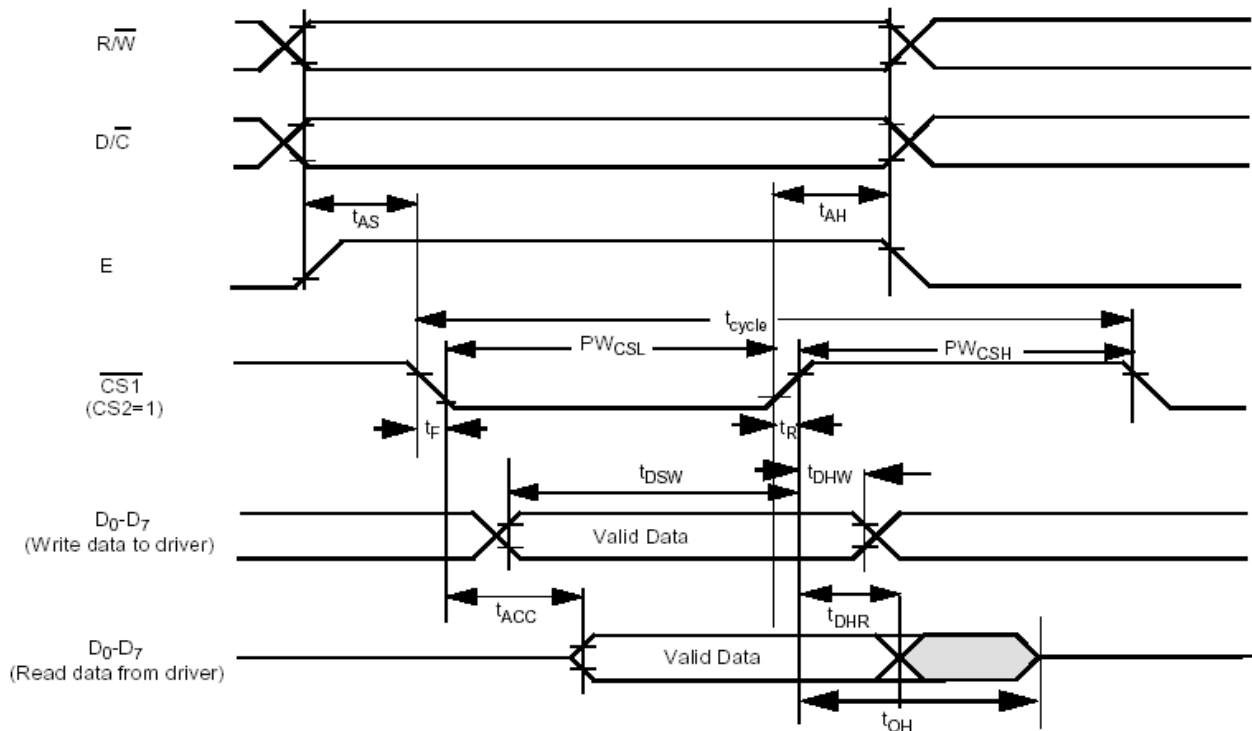 R/W̅
D/C̅
tAS
tAH
E
tcycle
PWCSL
PWCSH
C̅S̅1̅
(CS2=1)
tF
tR
tDSW
tDHW
D0-D7
(Write data to driver)
Valid Data
tACC
tDHR
D0-D7
(Read data from driver)
Valid Data
tOH